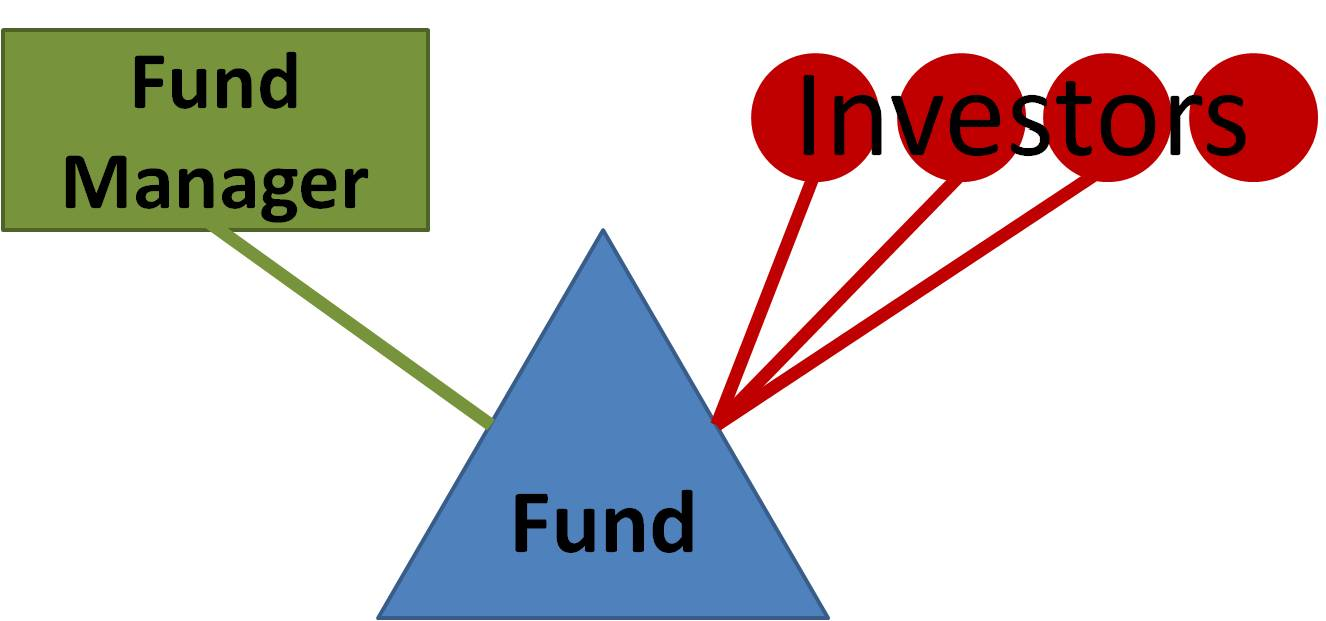 Fund
Manager
Investors
Fund